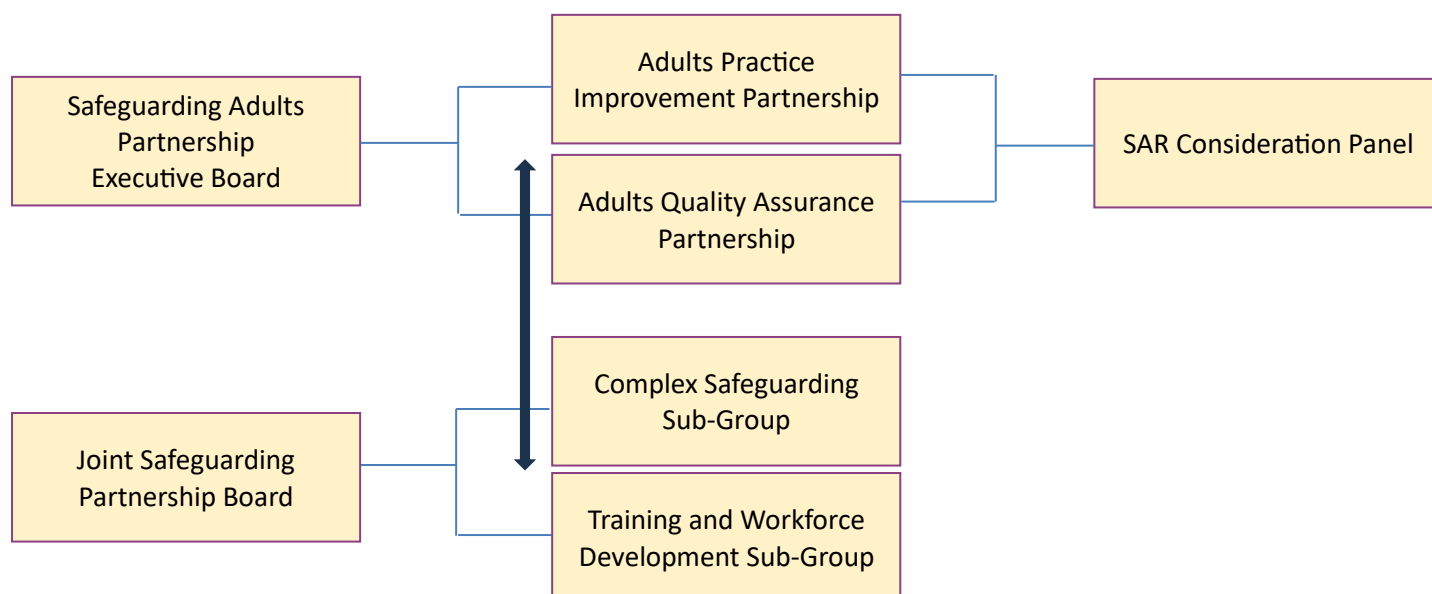 Safeguarding Adults
Partnership
Executive Board
Adults Practice
Improvement Partnership
Adults Quality Assurance
Partnership
SAR Consideration Panel
Joint Safeguarding
Partnership Board
Complex Safeguarding
Sub-Group
Training and Workforce
Development Sub-Group